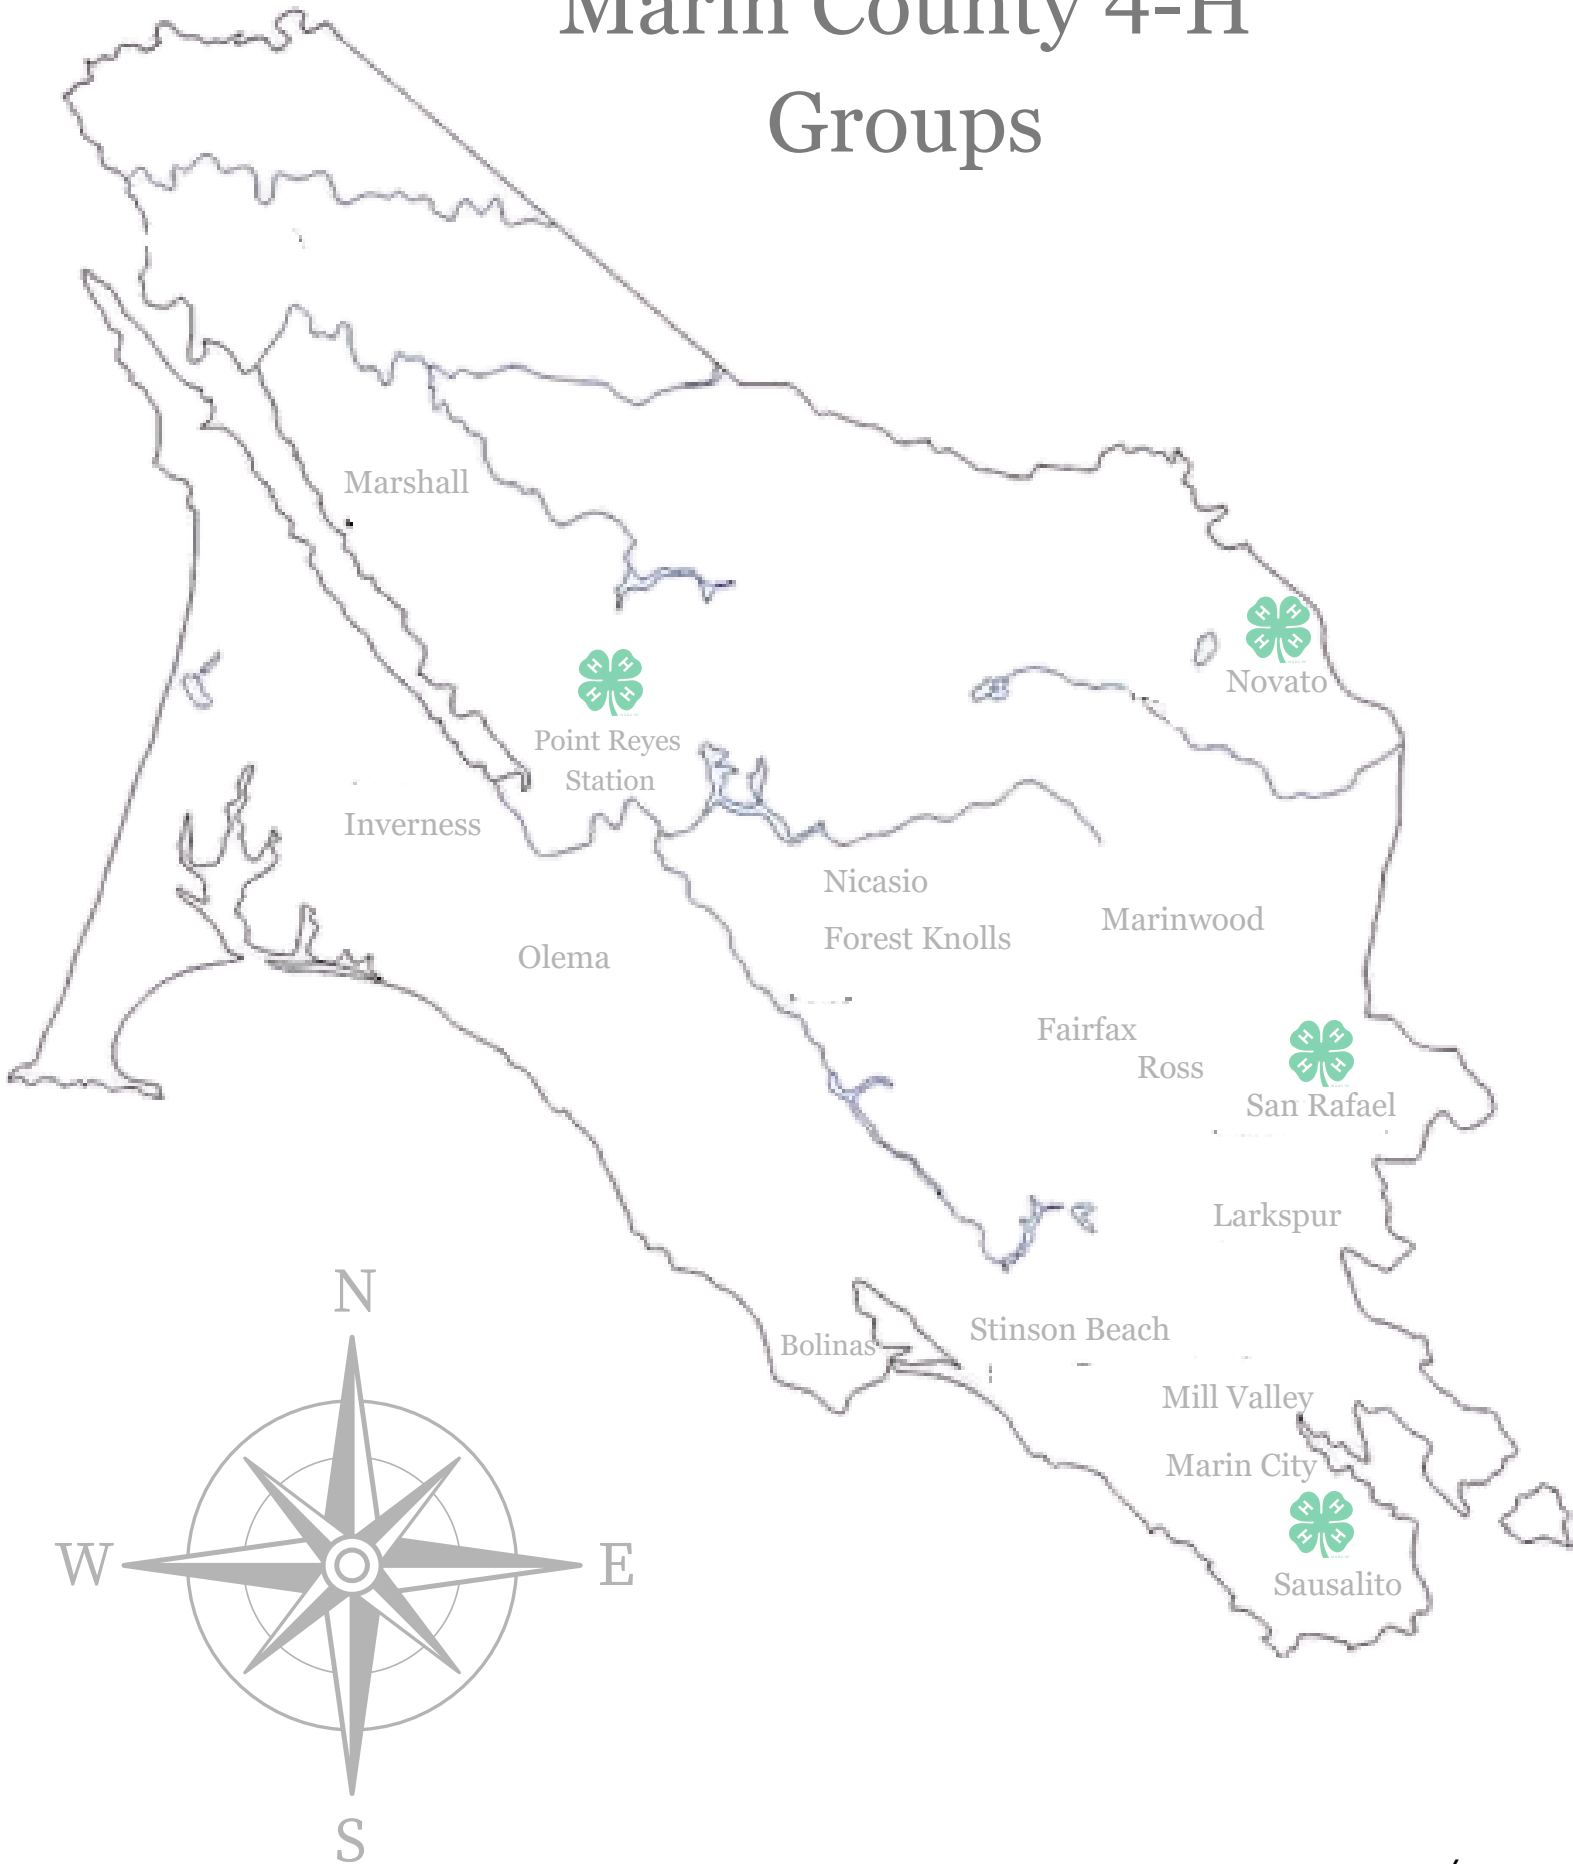 Marin County 4-H
Groups
Marshall
Novato
Point Reyes
Station
Inverness
Nicasio
Marinwood
Forest Knolls
Olema
Fairfax
Ross
San Rafael
Larkspur
Stinson Beach
Bolinas
Mill Valley
Marin City
Sausalito
N
W
E
S
H H
H H
H H
H H
H H
H H
H H
H H